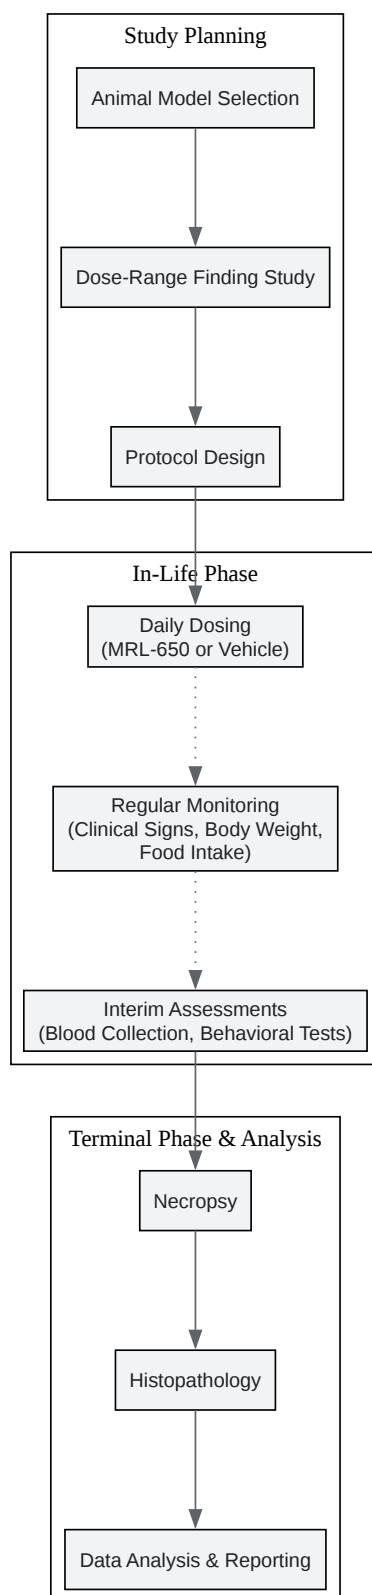 Study Planning
Animal Model Selection
Dose-Range Finding Study
Protocol Design
In-Life Phase
Daily Dosing
(MRL-650 or Vehicle)
Regular Monitoring
(Clinical Signs, Body Weight,
Food Intake)
Interim Assessments
(Blood Collection, Behavioral Tests)
Terminal Phase & Analysis
Necropsy
Histopathology
Data Analysis & Reporting